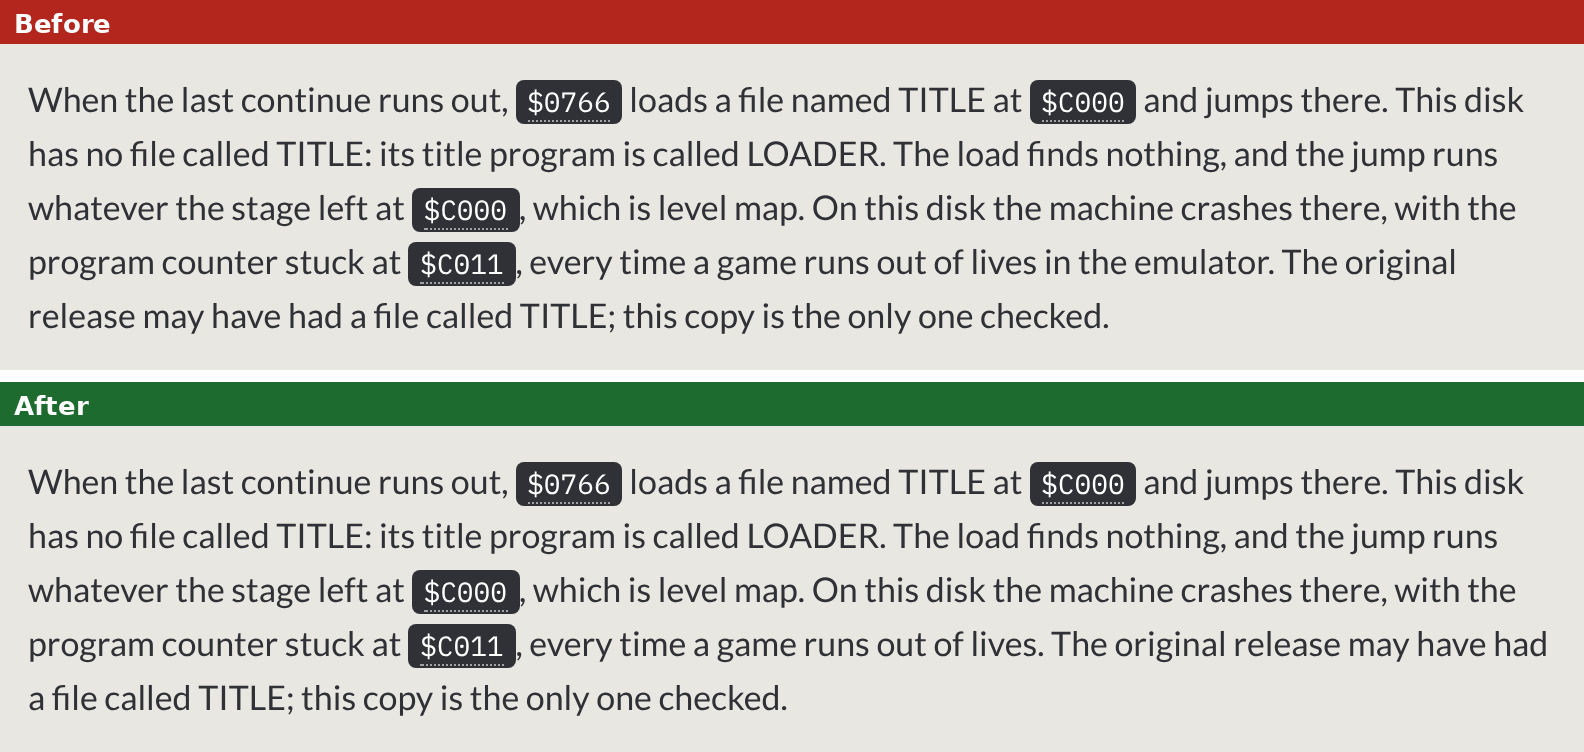 Before
When the last continue runs out, $0766 loads a file named TITLE at $C000 and jumps there. This disk
has no file called TITLE: its title program is called LOADER. The load finds nothing, and the jump runs
whatever the stage left at $C000, which is level map. On this disk the machine crashes there, with the
program counter stuck at $C011, every time a game runs out of lives in the emulator. The original
release may have had a file called TITLE; this copy is the only one checked.
After
When the last continue runs out, $0766 loads a file named TITLE at $C000 and jumps there. This disk
has no file called TITLE: its title program is called LOADER. The load finds nothing, and the jump runs
whatever the stage left at $C000, which is level map. On this disk the machine crashes there, with the
program counter stuck at $C011, every time a game runs out of lives. The original release may have had
a file called TITLE; this copy is the only one checked.